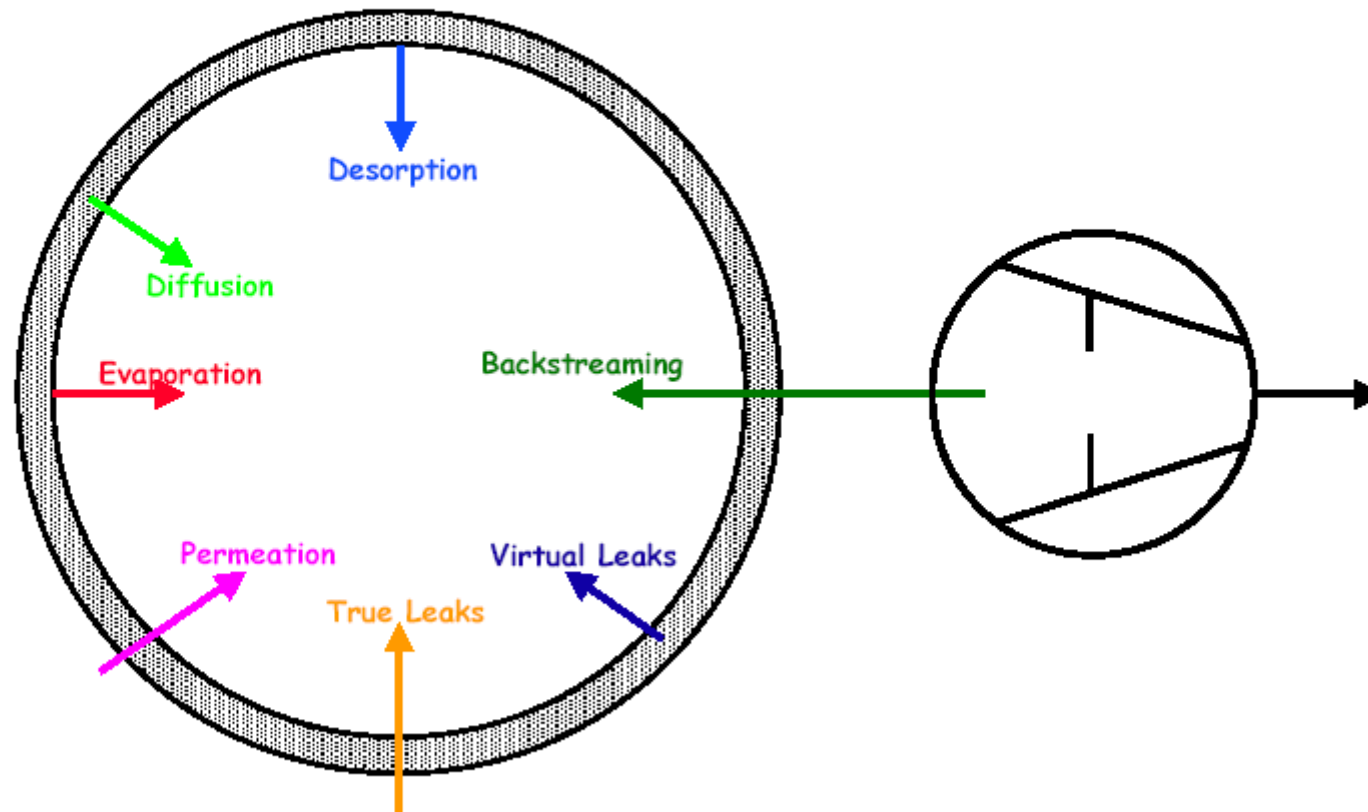 Desorption
Diffusion
Evaporation
Backstreaming
Permeation
Virtual Leaks
True Leaks